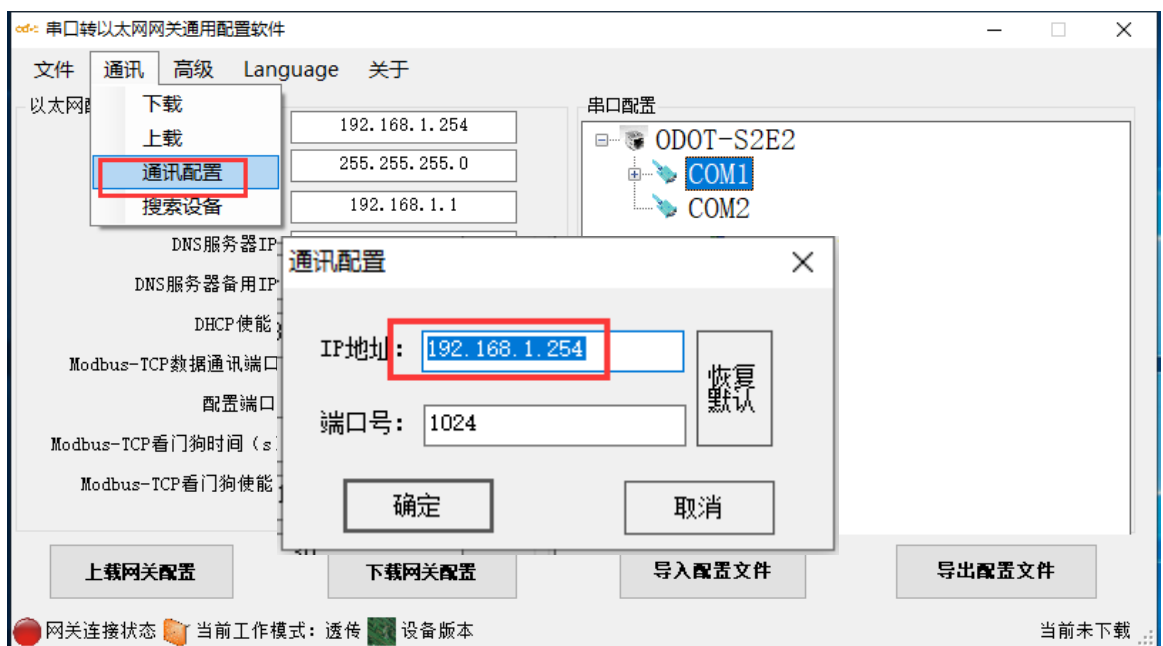 串口转以太网网关通用配置软件
文件 通讯 高级 Language 关于
下载
上载
通讯配置
搜索设备
以太网
192.168.1.254
255.255.255.0
192.168.1.1
DNS服务器IP
DNS服务器备用IP
DHCP使能
Modbus-TCP数据通讯端口
配置端口
Modbus-TCP看门狗时间（s
Modbus-TCP看门狗使能
串口配置
ODOT-S2E2
COM1
COM2
通讯配置
IP地址：
192.168.1.254
端口号：
1024
恢复
默认
确定
取消
上载网关配置
下载网关配置
导入配置文件
导出配置文件
网关连接状态
当前工作模式：透传
设备版本
当前未下载